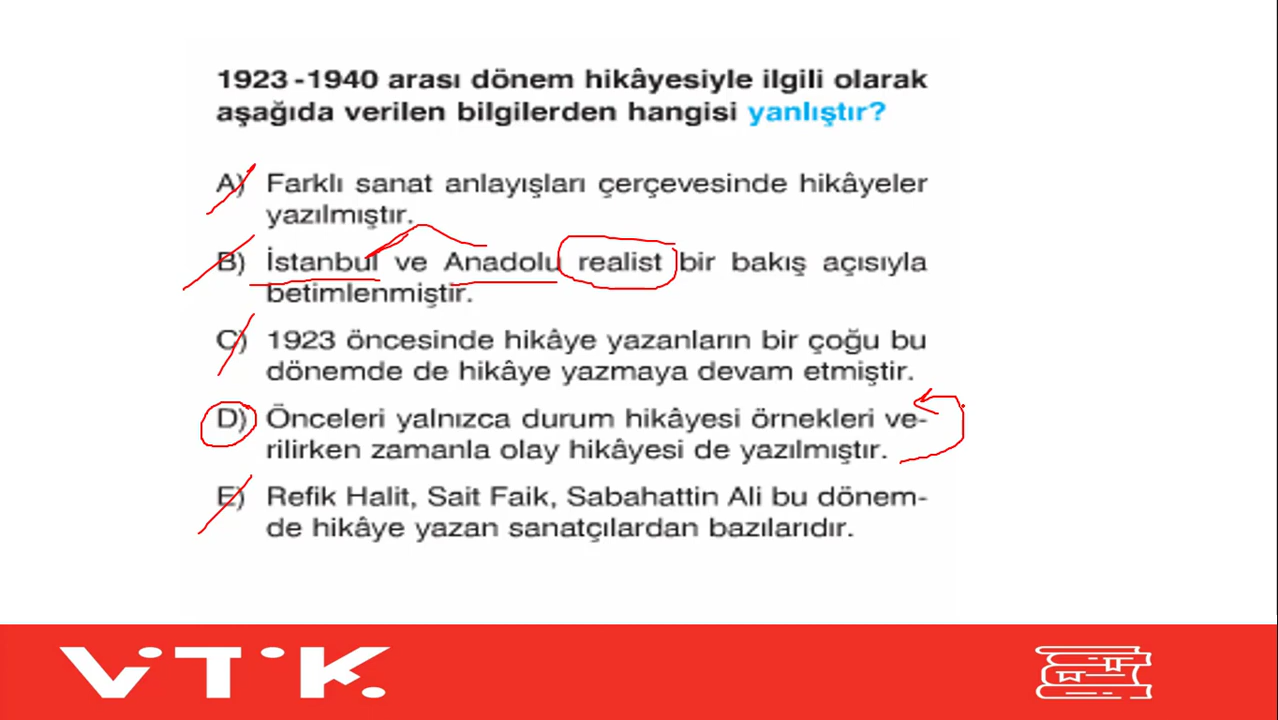 1923-1940 arası dönem hikâyesiyle ilgili olarak
aşağıda verilen bilgilerden hangisi yanlıştır?
A) Farklı sanat anlayışları çerçevesinde hikâyeler
yazılmıştır.
B) İstanbul ve Anadolu realist bir bakış açısıyla
betimlenmiştir.
C) 1923 öncesinde hikâye yazanların bir çoğu bu
dönemde de hikâye yazmaya devam etmiştir.
D) Önceleri yalnızca durum hikâyesi örnekleri ve-
rilirken zamanla olay hikâyesi de yazılmıştır.
E) Refik Halit, Sait Faik, Sabahattin Ali bu dönem-
de hikâye yazan sanatçılardan bazılarıdır.
VİTİK.